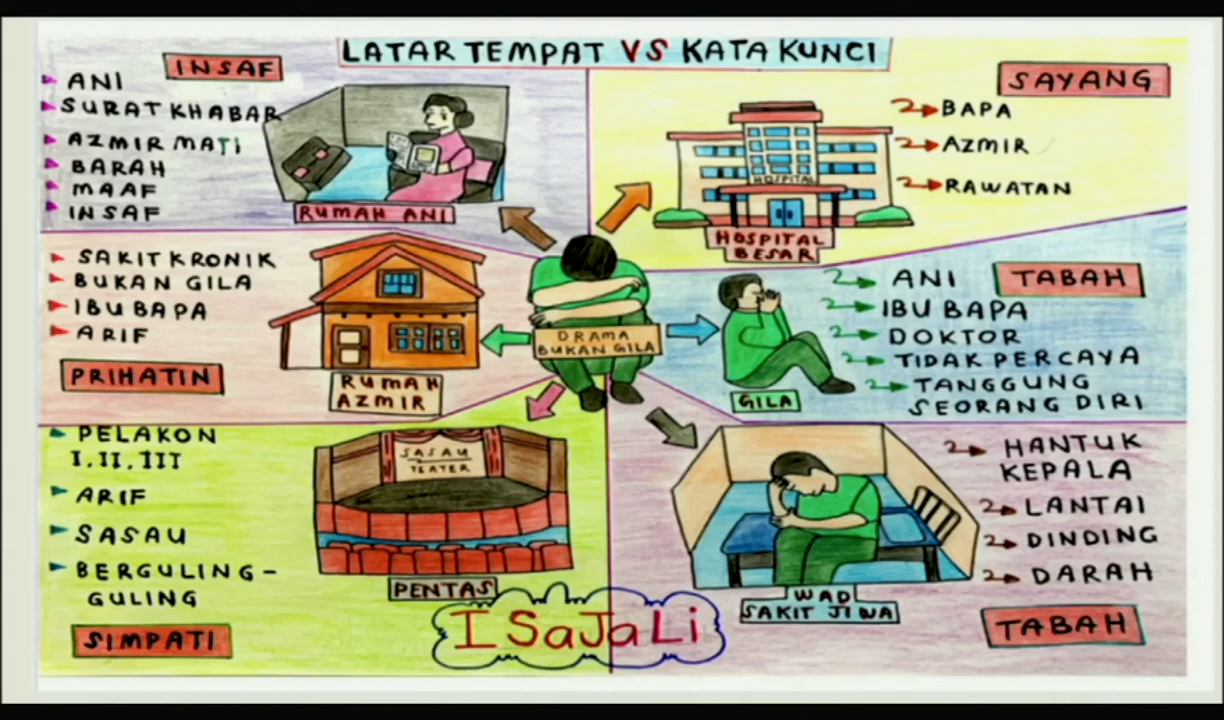 LATAR TEMPAT VS KATA KUNCI
INSAF
ANI
SURAT KHABAR
AZMIR MATI
BARAH
MAAF
INSAF
RUMAH ANI
SAYANG
BAPA
AZMIR
RAWATAN
HOSPITAL
HOSPITAL
BESAR
SAKIT KRONIK
BUKAN GILA
IBU BAPA
ARIF
PRIHATIN
RUMAH
AZMIR
DRAMA
BUKAN GILA
TABAH
ANI
IBU BAPA
DOKTOR
TIDAK PERCAYA
TANGGUNG
SEORANG DIRI
GILA
PELAKON
I.II.III
ARIF
SASAU
BERGULING-
GULING
SIMPATI
SASAU
TEATER
PENTAS
HANTUK
KEPALA
LANTAI
DINDING
DARAH
TABAH
WAD
SAKIT JIWA
ISaJaLi